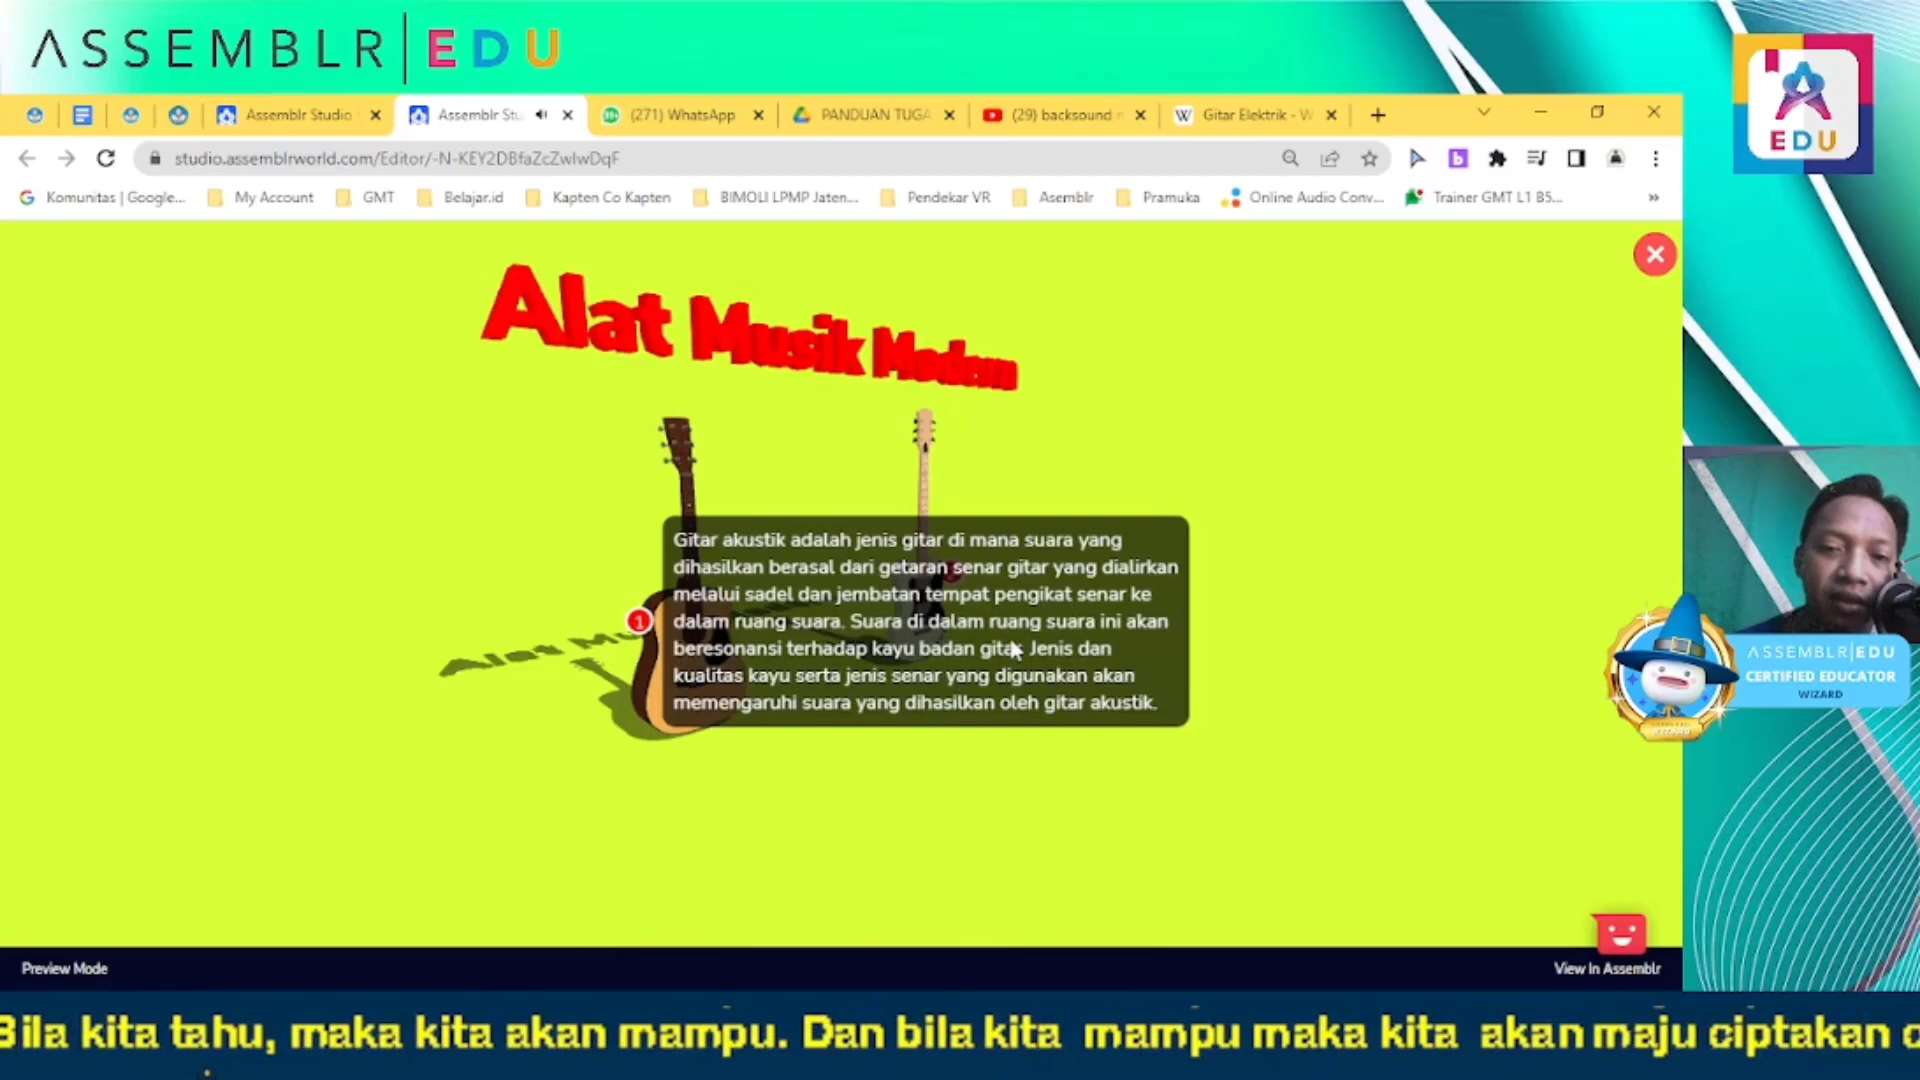 ASSEMBLR EDU
EDU
Assemblr Studio
Assemblr Stu
(271) WhatsApp
PANDUAN TUGA
(29) backsound
Gitar Elektrik - W
studio.assemblrworld.com/Editor/-N-KEY2DBfaZcZwlwDqF
Komunitas | Google...
My Account
GMT
Belajar.id
Kapten Co Kapten
BIMOLI LPMP Jaten...
Pendekar VR
Asemblr
Pramuka
Online Audio Conv...
Trainer GMT L1 B5...
Alat Musik Modern
Gitar akustik adalah jenis gitar di mana suara yang
dihasilkan berasal dari getaran senar gitar yang dialirkan
melalui sadel dan jembatan tempat pengikat senar ke
dalam ruang suara. Suara di dalam ruang suara ini akan
beresonansi terhadap kayu badan gitar. Jenis dan
kualitas kayu serta jenis senar yang digunakan akan
memengaruhi suara yang dihasilkan oleh gitar akustik.
1
Alat Mu
ASSEMBLR EDU
CERTIFIED EDUCATOR
WIZARD
Preview Mode
View In Assemblr
Bila kita tahu, maka kita akan mampu. Dan bila kita mampu maka kita akan maju ciptakan